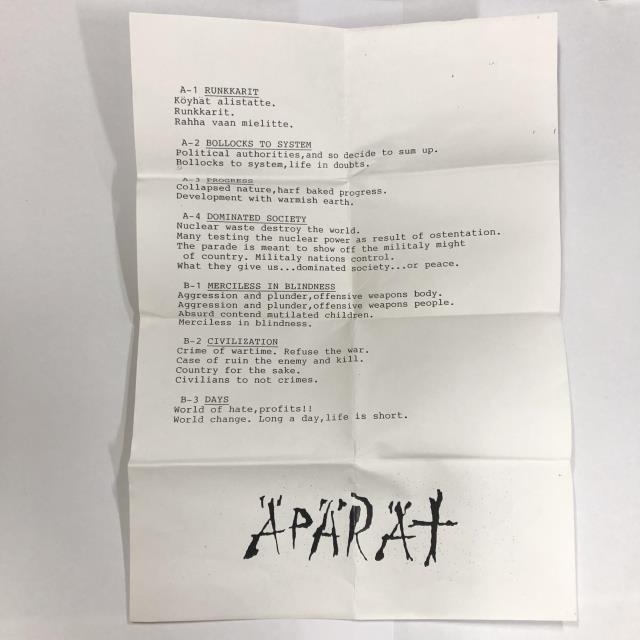 A-1 RUNKKARIT
Köyhät alistatte.
Runkkarit.
Rahha vaan mielitte.
A-2 BOLLOCKS TO SYSTEM
Political authorities,and so decide to sum up.
Bollocks to system,life in doubts.
A-3 PROGRESS
Collapsed nature,harf baked progress.
Development with warmish earth.
A-4 DOMINATED SOCIETY
Nuclear waste destroy the world.
Many testing the nuclear power as result of ostentation.
The parade is meant to show off the militaly might
of country. Militaly nations control.
What they give us...dominated society...or peace.
B-1 MERCILESS IN BLINDNESS
Aggression and plunder,offensive weapons body.
Aggression and plunder,offensive weapons people.
Absurd contend mutilated children.
Merciless in blindness.
B-2 CIVILIZATION
Crime of wartime. Refuse the war.
Case of ruin the enemy and kill.
Country for the sake.
Civilians to not crimes.
B-3 DAYS
World of hate,profits!!
World change. Long a day,life is short.
ÄPÄRÄT